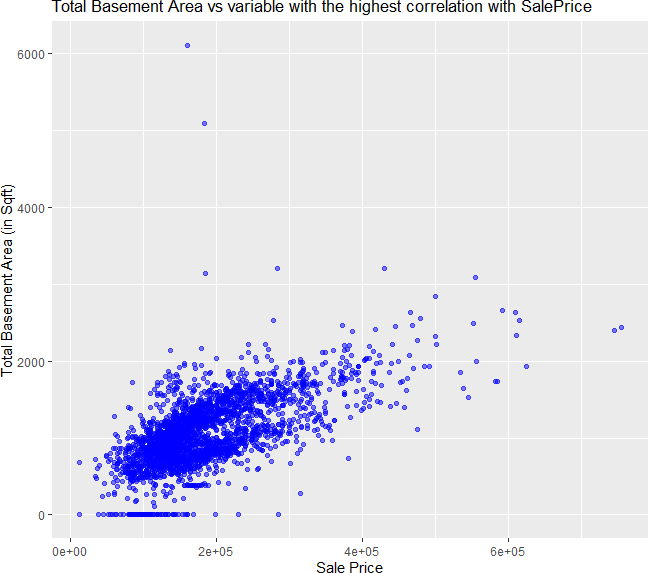 Total Basement Area vs variable with the highest correlation with SalePrice
Total Basement Area (in Sqft)
6000
4000
2000
0
0e+00 2e+05 4e+05 6e+05
Sale Price